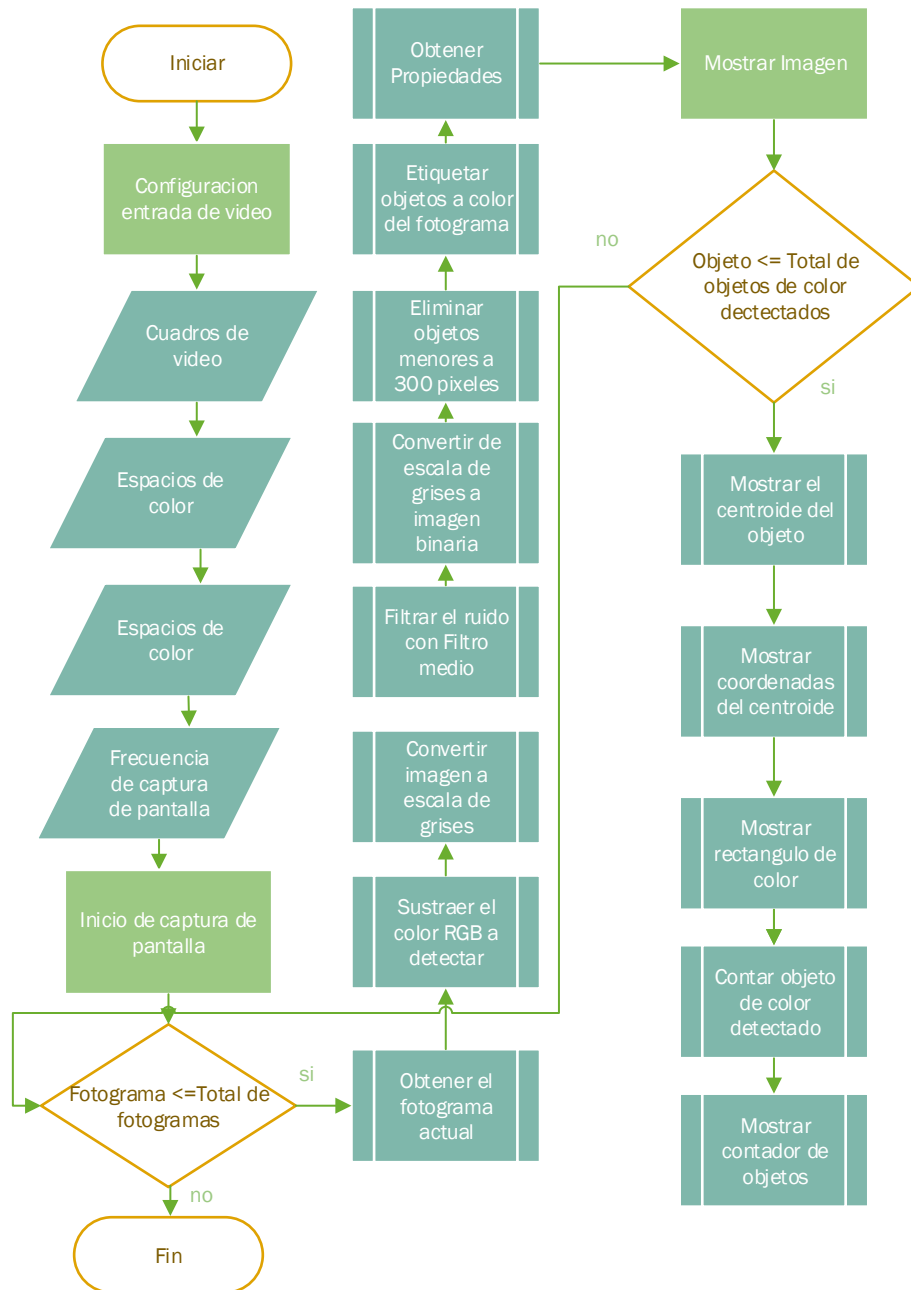 Iniciar
Configuracion
entrada de video
Cuadros de
video
Espacios de
color
Espacios de
color
Frecuencia
de captura
de pantalla
Inicio de captura de
pantalla
Fotograma <=Total de
fotogramas
si
no
Fin
Obtener el
fotograma
actual
Sustraer el
color RGB a
detectar
Convertir
imagen a
escala de
grises
Filtrar el ruido
con Filtro
medio
Convertir de
escala de
grises a
imagen
binaria
Eliminar
objetos
menores a
300 pixeles
Etiquetar
objetos a color
del fotograma
Obtener
Propiedades
Mostrar Imagen
Objeto <= Total de
objetos de color
dectectados
no
si
Mostrar el
centroide del
objeto
Mostrar
coordenadas
del centroide
Mostrar
rectangulo de
color
Contar objeto
de color
detectado
Mostrar
contador de
objetos